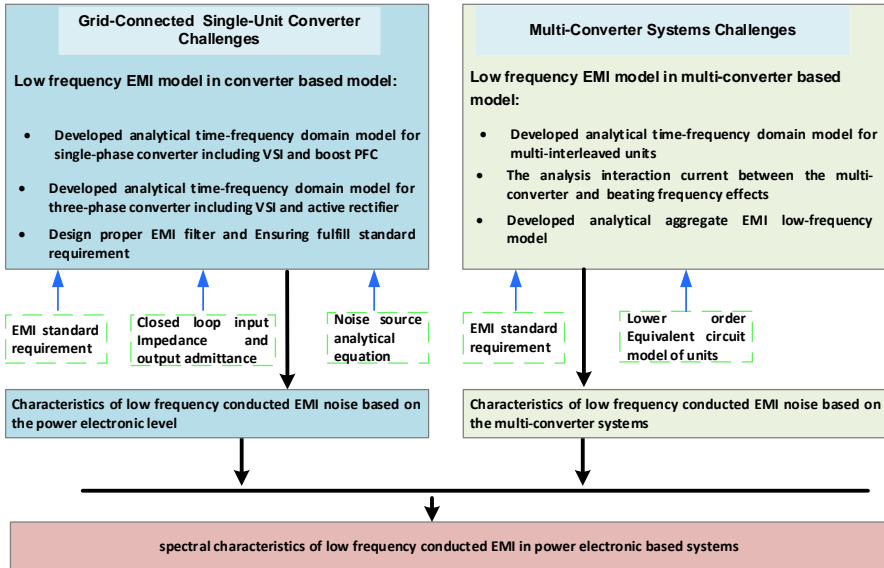 Grid-Connected Single-Unit Converter
Challenges
Low frequency EMI model in converter based model:
• Developed analytical time-frequency domain model for
single-phase converter including VSI and boost PFC
• Developed analytical time-frequency domain model for
three-phase converter including VSI and active rectifier
• Design proper EMI filter and Ensuring fulfill standard
requirement
EMI standard
requirement
Closed loop input
Impedance and
output admittance
Noise source
analytical
equation
Characteristics of low frequency conducted EMI noise based on
the power electronic level
Multi-Converter Systems Challenges
Low frequency EMI model in multi-converter based
model:
• Developed analytical time-frequency domain model for
multi-interleaved units
• The analysis interaction current between the multi-
converter and beating frequency effects
• Developed analytical aggregate EMI low-frequency
model
EMI standard
requirement
Lower order
Equivalent circuit
model of units
Characteristics of low frequency conducted EMI noise based on
the multi-converter systems
spectral characteristics of low frequency conducted EMI in power electronic based systems